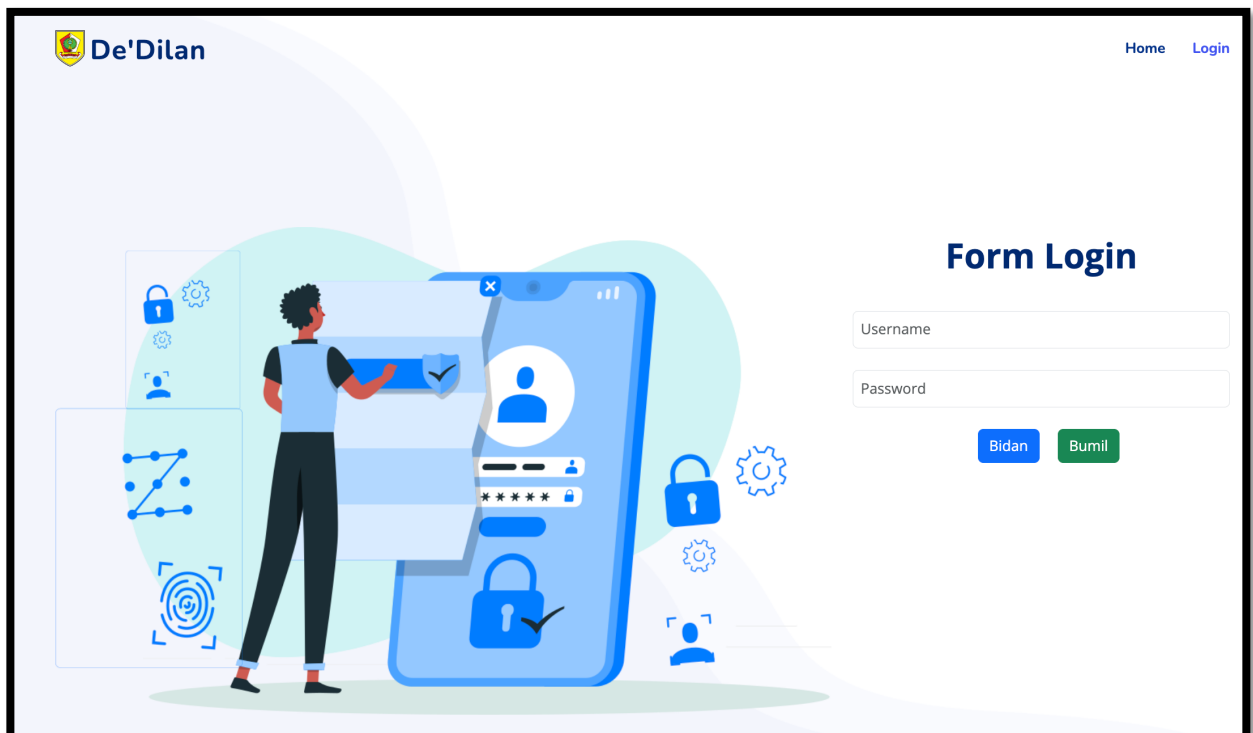 De'Dilan
Home
Login
Form Login
Username
Password
Bidan
Bumil
*****